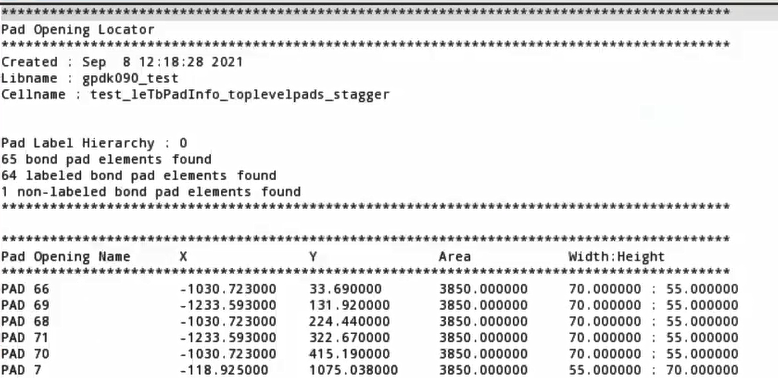 ******************************************************************************************
Pad Opening Locator
******************************************************************************************
Created : Sep  8 12:18:28 2021
Libname : gpdk090_test
Cellname : test_leTbPadInfo_toplevelpads_stagger
Pad Label Hierarchy : 0
65 bond pad elements found
64 labeled bond pad elements found
1 non-labeled bond pad elements found
******************************************************************************************
******************************************************************************************
Pad Opening Name      X               Y               Area            Width:Height
******************************************************************************************
PAD 66                -1030.723000    33.690000       3850.000000     70.000000 : 55.000000
PAD 69                -1233.593000    131.920000      3850.000000     70.000000 : 55.000000
PAD 68                -1030.723000    224.440000      3850.000000     70.000000 : 55.000000
PAD 71                -1233.593000    322.670000      3850.000000     70.000000 : 55.000000
PAD 70                -1030.723000    415.190000      3850.000000     70.000000 : 55.000000
PAD 7                 -118.925000     1075.038000     3850.000000     55.000000 : 70.000000